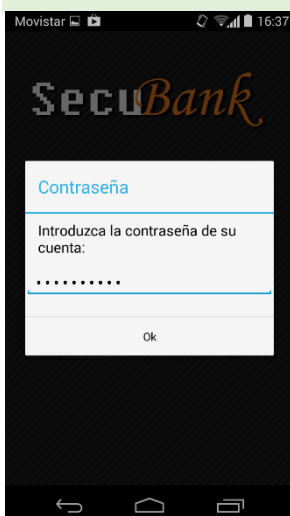 Movistar 16:37
SecuBank
Contraseña
Introduzca la contraseña de su
cuenta:
..........
Ok